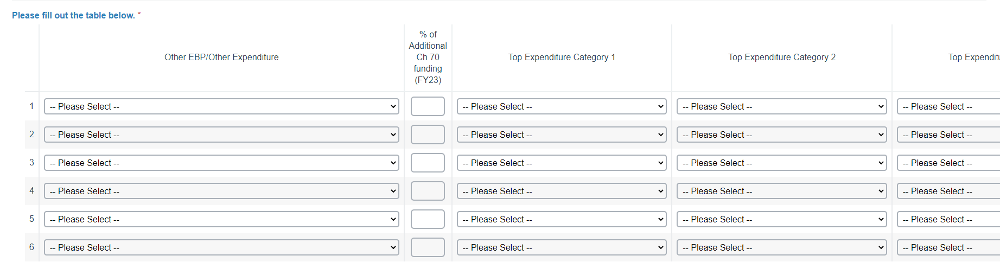 Please fill out the table below. *
Other EBP/Other Expenditure
% of
Additional
Ch 70
funding
(FY23)
Top Expenditure Category 1
Top Expenditure Category 2
Top
1 -- Please Select -- -- Please Select -- -- Please Select -- -- Please Select --
2 -- Please Select -- -- Please Select -- -- Please Select -- -- Please Select --
3 -- Please Select -- -- Please Select -- -- Please Select -- -- Please Select --
4 -- Please Select -- -- Please Select -- -- Please Select -- -- Please Select --
5 -- Please Select -- -- Please Select -- -- Please Select -- -- Please Select --
6 -- Please Select -- -- Please Select -- -- Please Select -- -- Please Select --